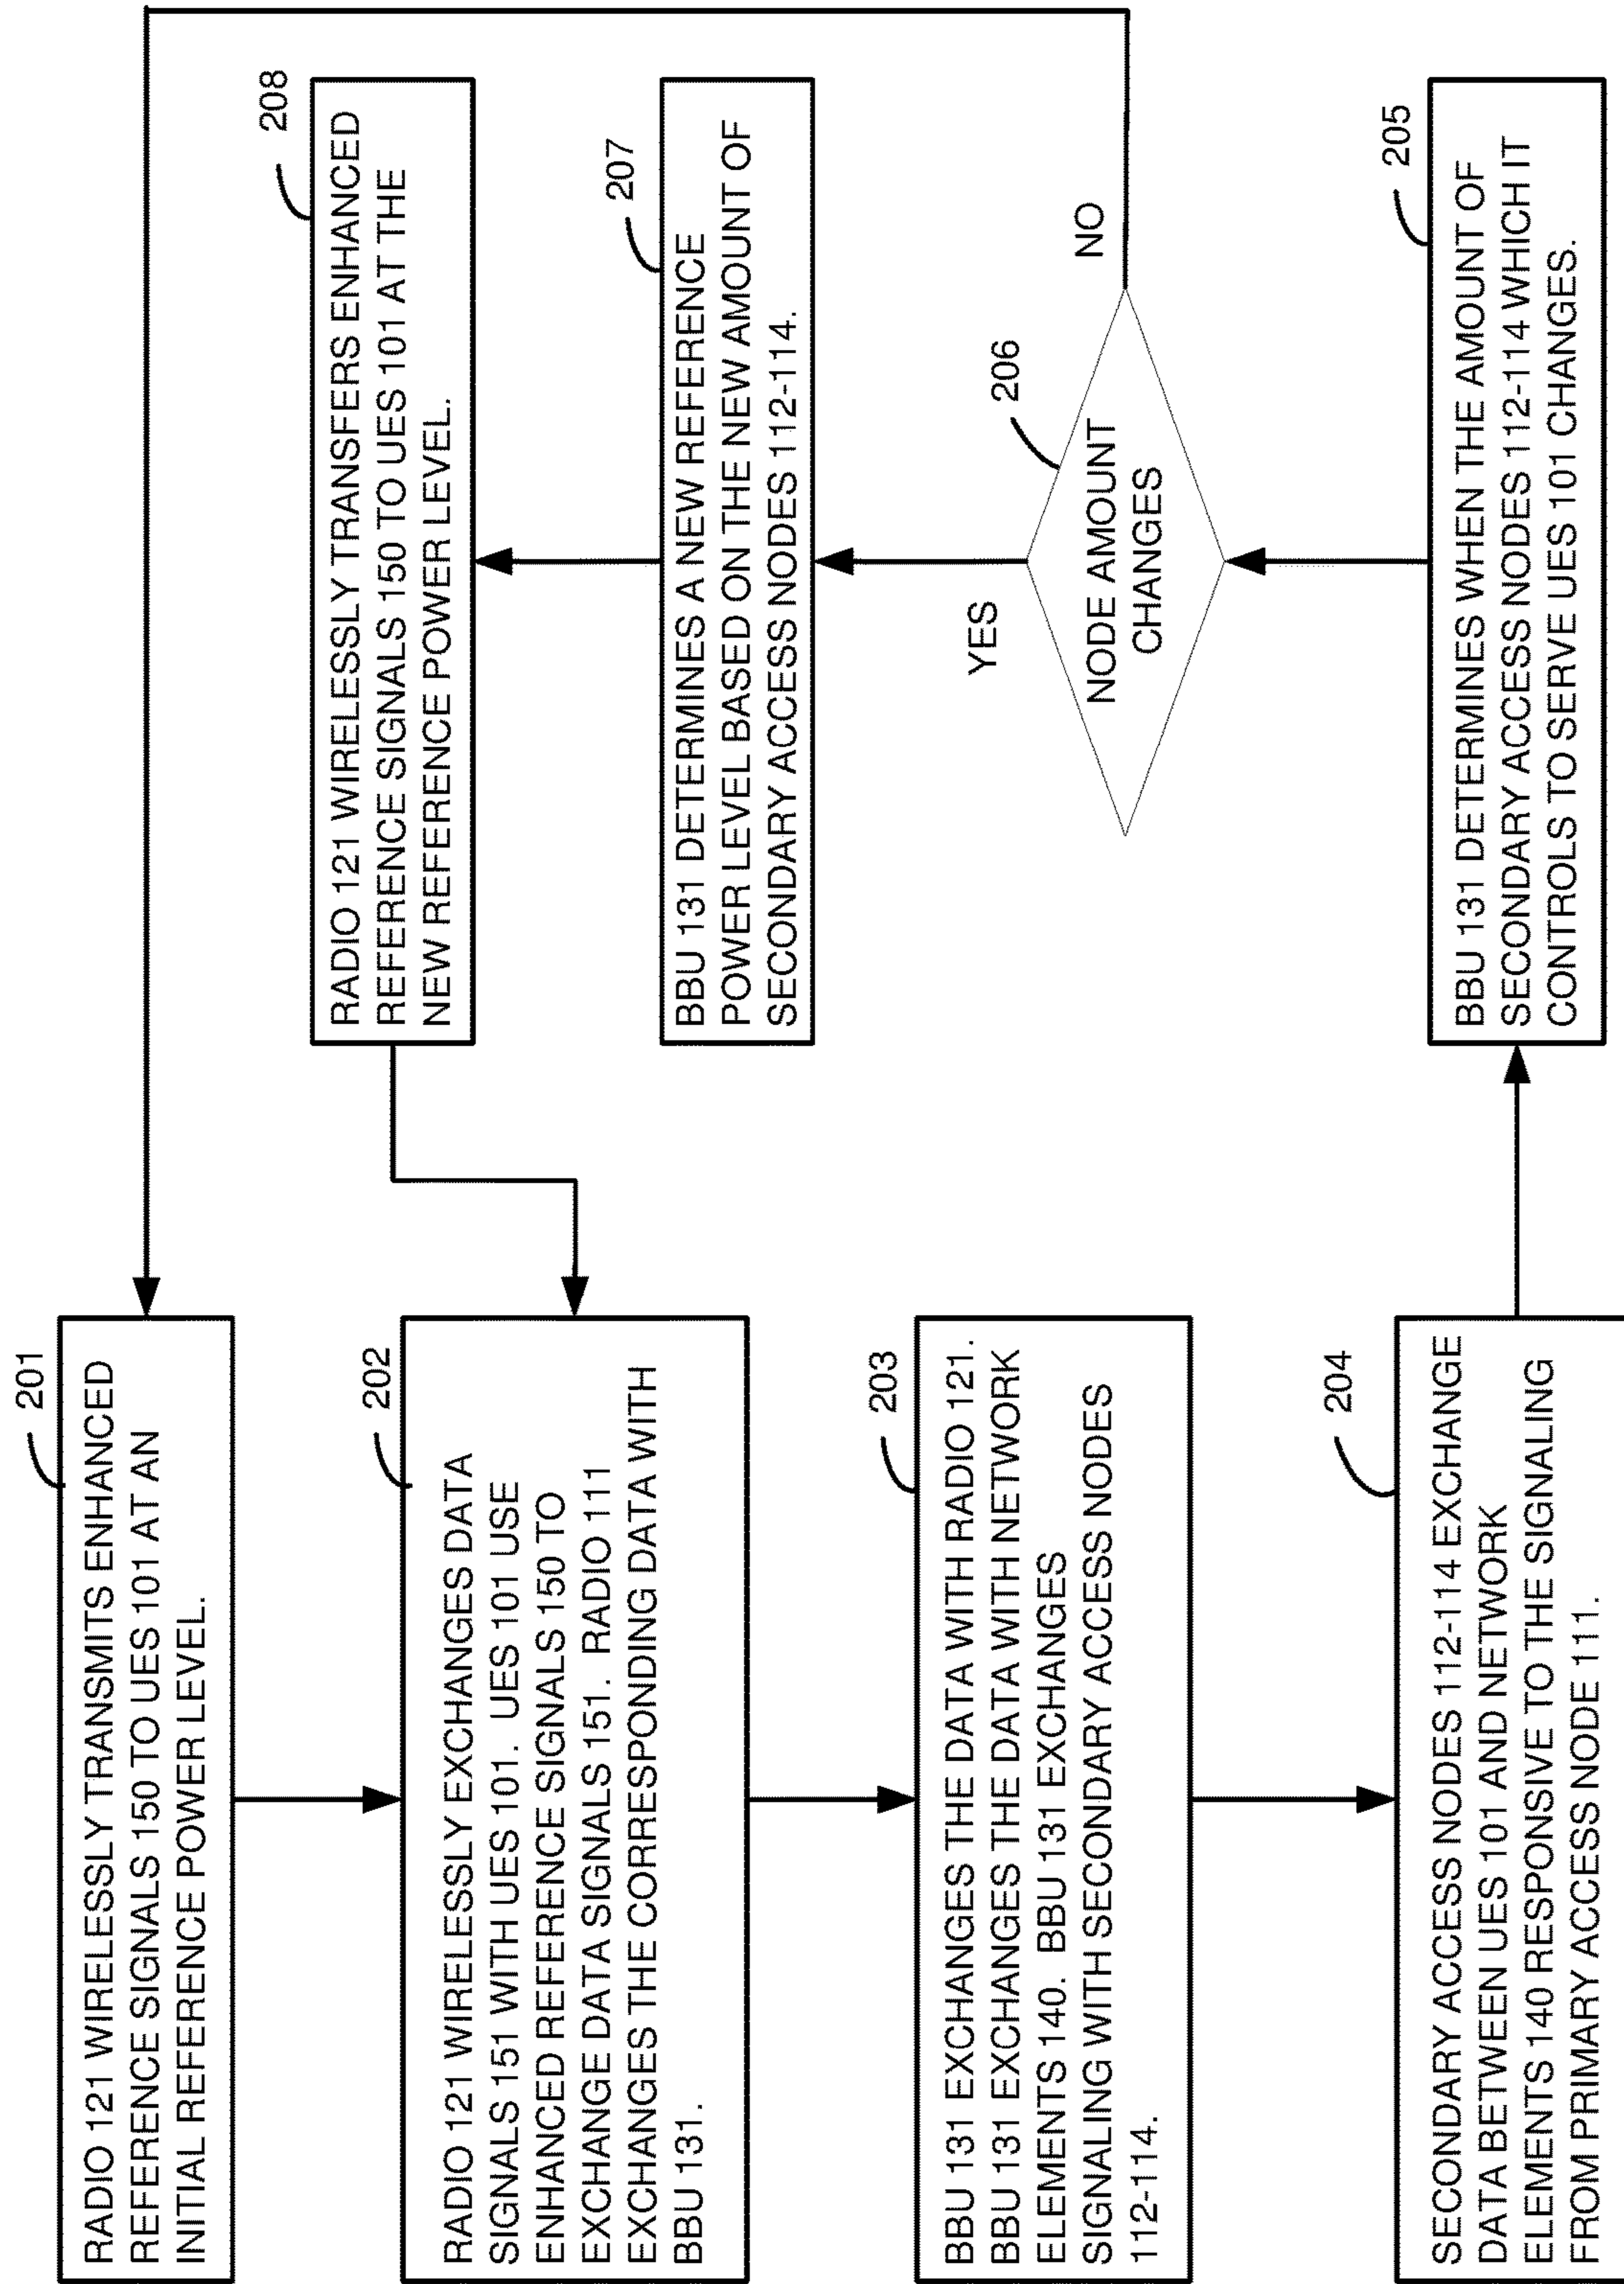 201
RADIO 121 WIRELESSLY TRANSMITS ENHANCED
REFERENCE SIGNALS 150 TO UES 101 AT AN
INITIAL REFERENCE POWER LEVEL.
202
RADIO 121 WIRELESSLY EXCHANGES DATA
SIGNALS 151 WITH UES 101. UES 101 USE
ENHANCED REFERENCE SIGNALS 150 TO
EXCHANGE DATA SIGNALS 151. RADIO 111
EXCHANGES THE CORRESPONDING DATA WITH
BBU 131.
203
BBU 131 EXCHANGES THE DATA WITH RADIO 121.
BBU 131 EXCHANGES THE DATA WITH NETWORK
ELEMENTS 140. BBU 131 EXCHANGES
SIGNALING WITH SECONDARY ACCESS NODES
112-114.
204
SECONDARY ACCESS NODES 112-114 EXCHANGE
DATA BETWEEN UES 101 AND NETWORK
ELEMENTS 140 RESPONSIVE TO THE SIGNALING
FROM PRIMARY ACCESS NODE 111.
205
BBU 131 DETERMINES WHEN THE AMOUNT OF
SECONDARY ACCESS NODES 112-114 WHICH IT
CONTROLS TO SERVE UES 101 CHANGES.
206
NODE AMOUNT
CHANGES
YES
NO
207
BBU 131 DETERMINES A NEW REFERENCE
POWER LEVEL BASED ON THE NEW AMOUNT OF
SECONDARY ACCESS NODES 112-114.
208
RADIO 121 WIRELESSLY TRANSFERS ENHANCED
REFERENCE SIGNALS 150 TO UES 101 AT THE
NEW REFERENCE POWER LEVEL.